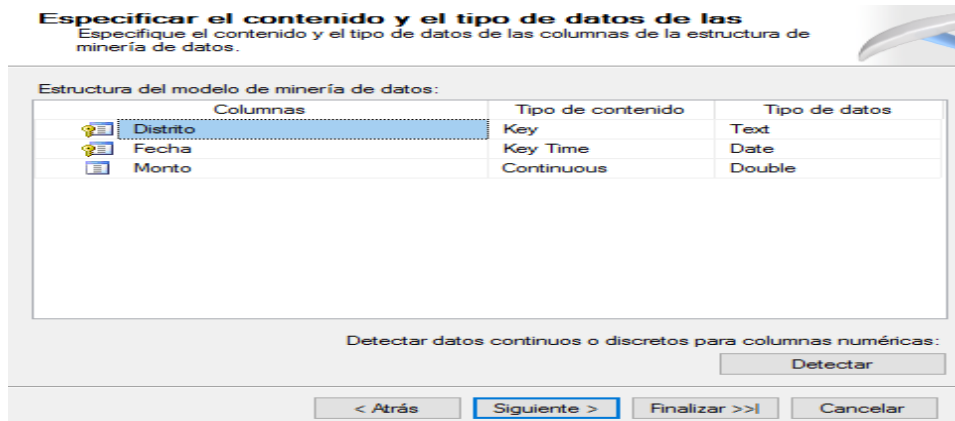 Especificar el contenido y el tipo de datos de las
Especifique el contenido y el tipo de datos de las columnas de la estructura de
minería de datos.
Estructura del modelo de minería de datos:
Columnas Tipo de contenido Tipo de datos
Distrito Key Text
Fecha Key Time Date
Monto Continuous Double
Detectar datos continuos o discretos para columnas numéricas:
Detectar
< Atrás Siguiente > Finalizar >>| Cancelar